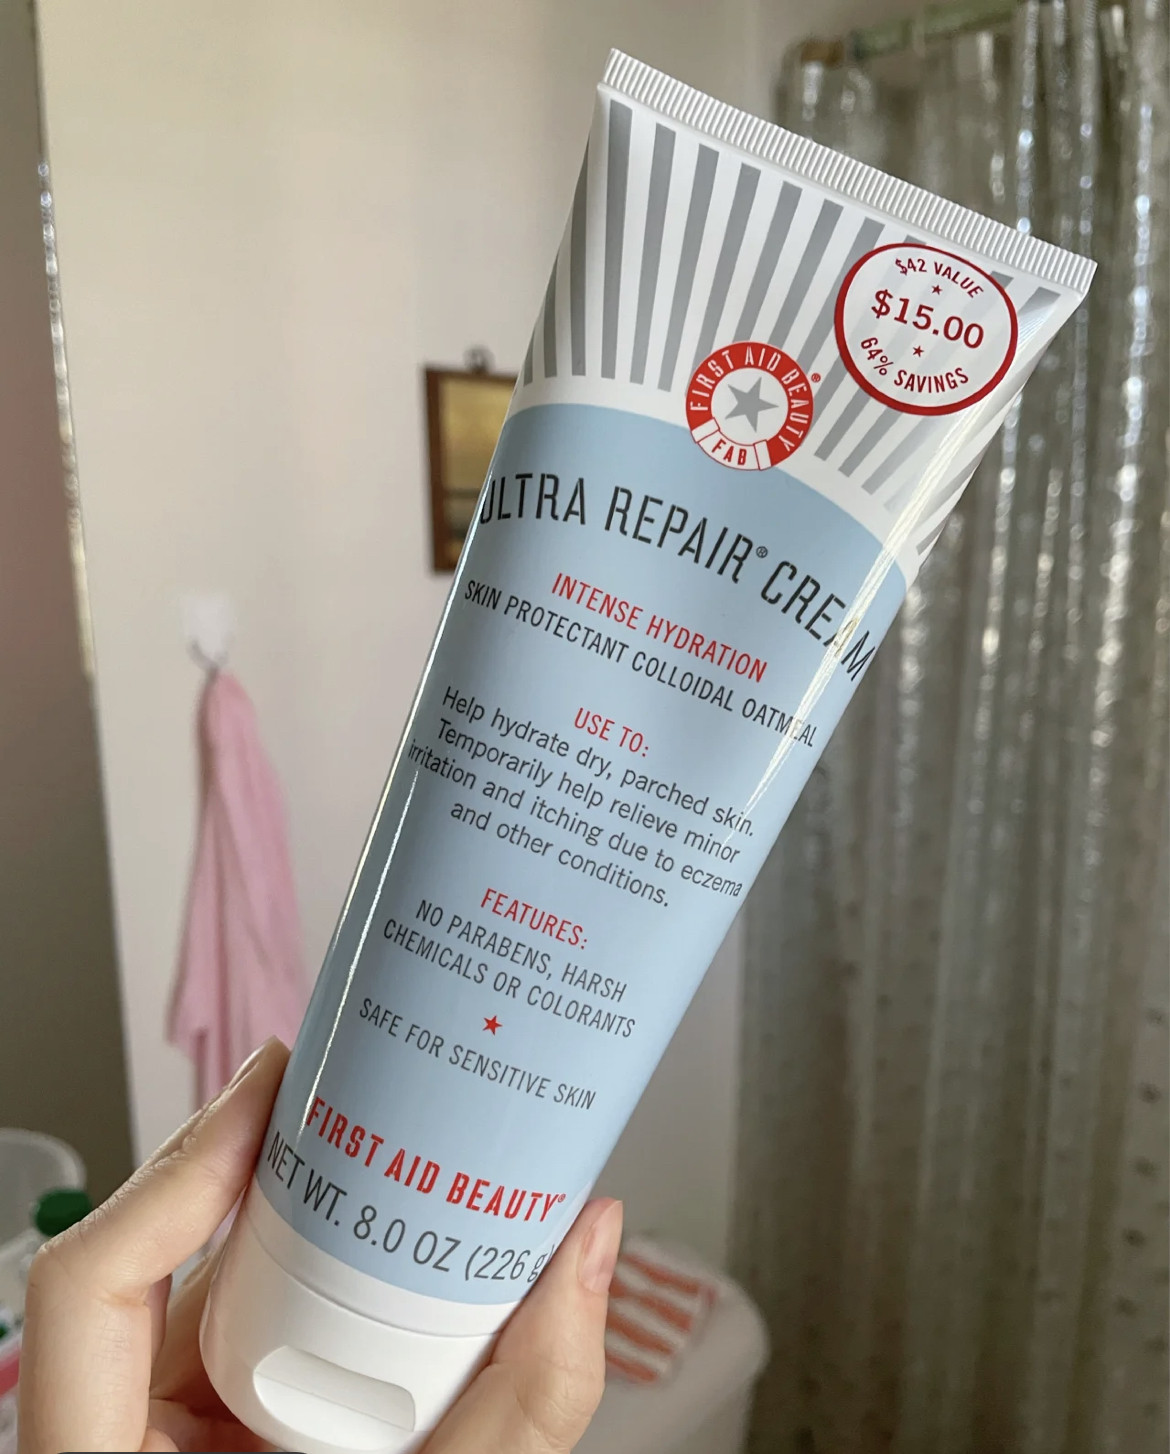 $42 VALUE
$15.00
64% SAVINGS
FIRST AID BEAUTY®
FAB
ULTRA REPAIR® CREAM
INTENSE HYDRATION
SKIN PROTECTANT COLLOIDAL OATMEAL
USE TO:
Help hydrate dry, parched skin.
Temporarily help relieve minor
irritation and itching due to eczema
and other conditions.
FEATURES:
NO PARABENS, HARSH
CHEMICALS OR COLORANTS
SAFE FOR SENSITIVE SKIN
FIRST AID BEAUTY®
NET WT. 8.0 OZ (226 g)